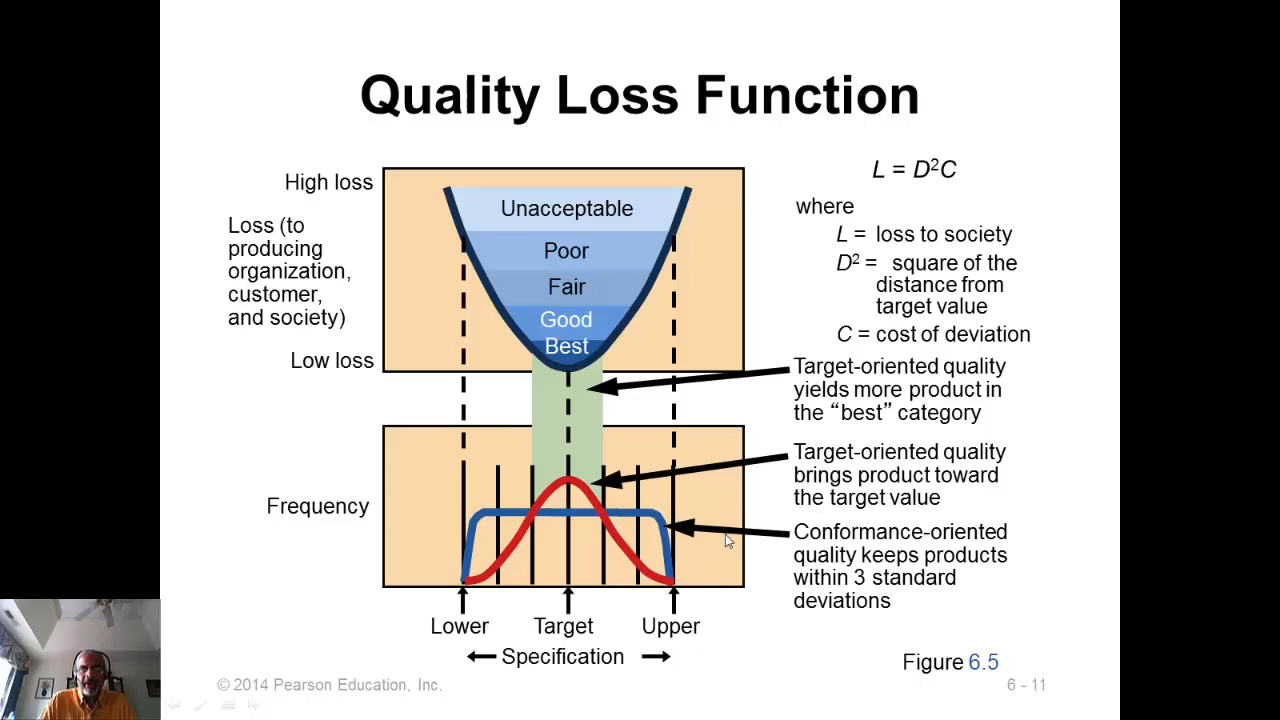 Quality Loss Function
High loss
Loss (to
producing
organization,
customer,
and society)
Low loss
Unacceptable
Poor
Fair
Good
Best
L = D²C
where
L = loss to society
D² = square of the
distance from
target value
C = cost of deviation
Target-oriented quality
yields more product in
the “best” category
Target-oriented quality
brings product toward
the target value
Conformance-oriented
quality keeps products
within 3 standard
deviations
Frequency
Lower Target Upper
Specification
Figure 6.5
© 2014 Pearson Education, Inc.
6 - 11